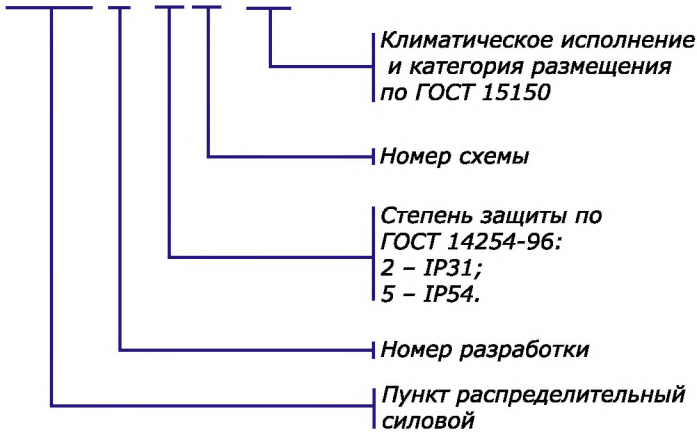 Климатическое исполнение
и категория размещения
по ГОСТ 15150
Номер схемы
Степень защиты по
ГОСТ 14254-96:
2 – IP31;
5 – IP54.
Номер разработки
Пункт распределительный
силовой